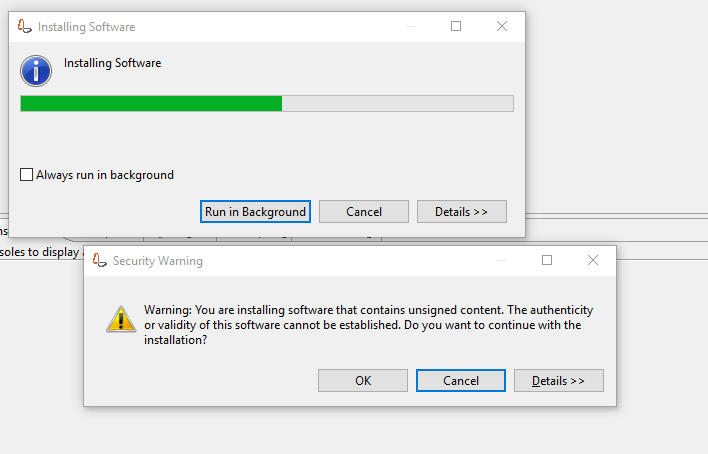 Installing Software
Installing Software
Always run in background
Run in Background
Cancel
Details >>
soles to display
Security Warning
Warning: You are installing software that contains unsigned content. The authenticity
or validity of this software cannot be established. Do you want to continue with the
installation?
OK
Cancel
Details >>